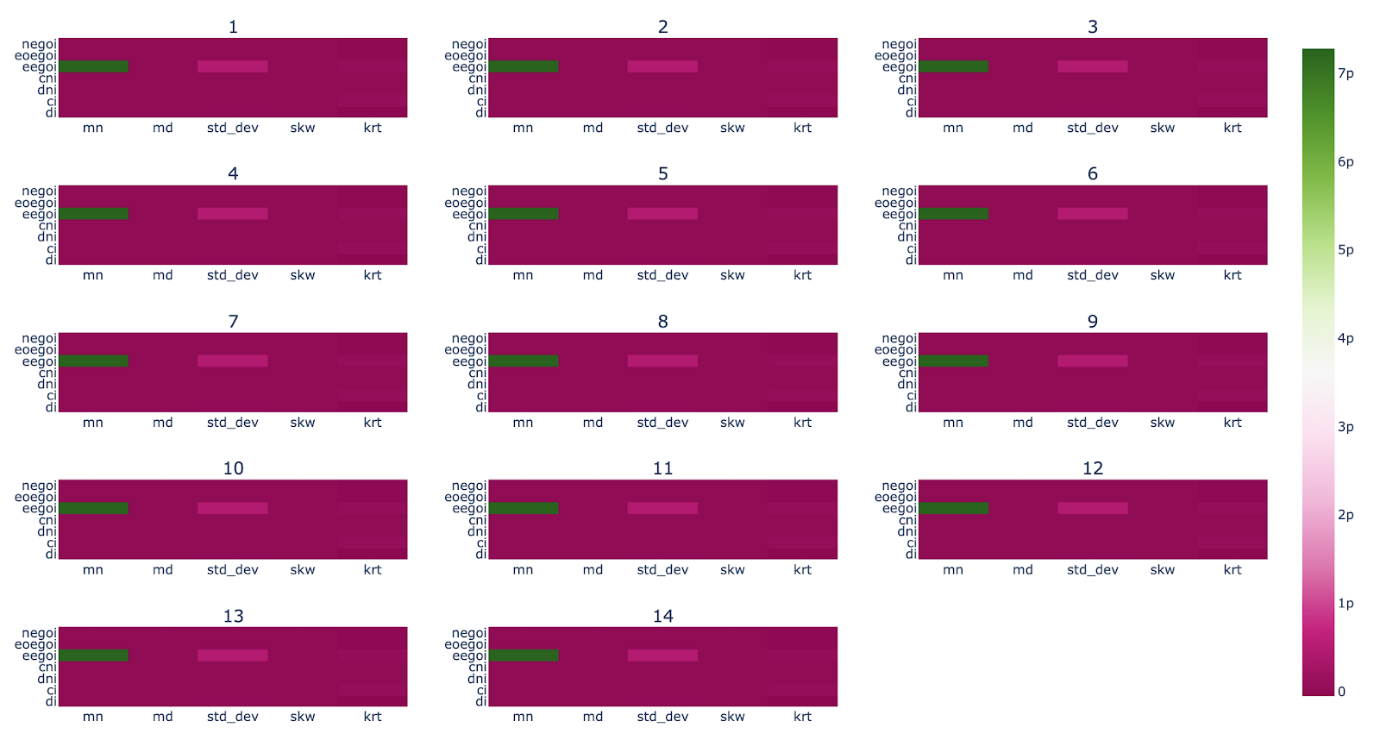 1
negoi
eoegoi
eegoi
cni
dni
ci
di
mn md std_dev skw krt
2
negoi
eoegoi
eegoi
cni
dni
ci
di
mn md std_dev skw krt
3
negoi
eoegoi
eegoi
cni
dni
ci
di
mn md std_dev skw krt
4
negoi
eoegoi
eegoi
cni
dni
ci
di
mn md std_dev skw krt
5
negoi
eoegoi
eegoi
cni
dni
ci
di
mn md std_dev skw krt
6
negoi
eoegoi
eegoi
cni
dni
ci
di
mn md std_dev skw krt
7
negoi
eoegoi
eegoi
cni
dni
ci
di
mn md std_dev skw krt
8
negoi
eoegoi
eegoi
cni
dni
ci
di
mn md std_dev skw krt
9
negoi
eoegoi
eegoi
cni
dni
ci
di
mn md std_dev skw krt
10
negoi
eoegoi
eegoi
cni
dni
ci
di
mn md std_dev skw krt
11
negoi
eoegoi
eegoi
cni
dni
ci
di
mn md std_dev skw krt
12
negoi
eoegoi
eegoi
cni
dni
ci
di
mn md std_dev skw krt
13
negoi
eoegoi
eegoi
cni
dni
ci
di
mn md std_dev skw krt
14
negoi
eoegoi
eegoi
cni
dni
ci
di
mn md std_dev skw krt
7p
6p
5p
4p
3p
2p
1p
0